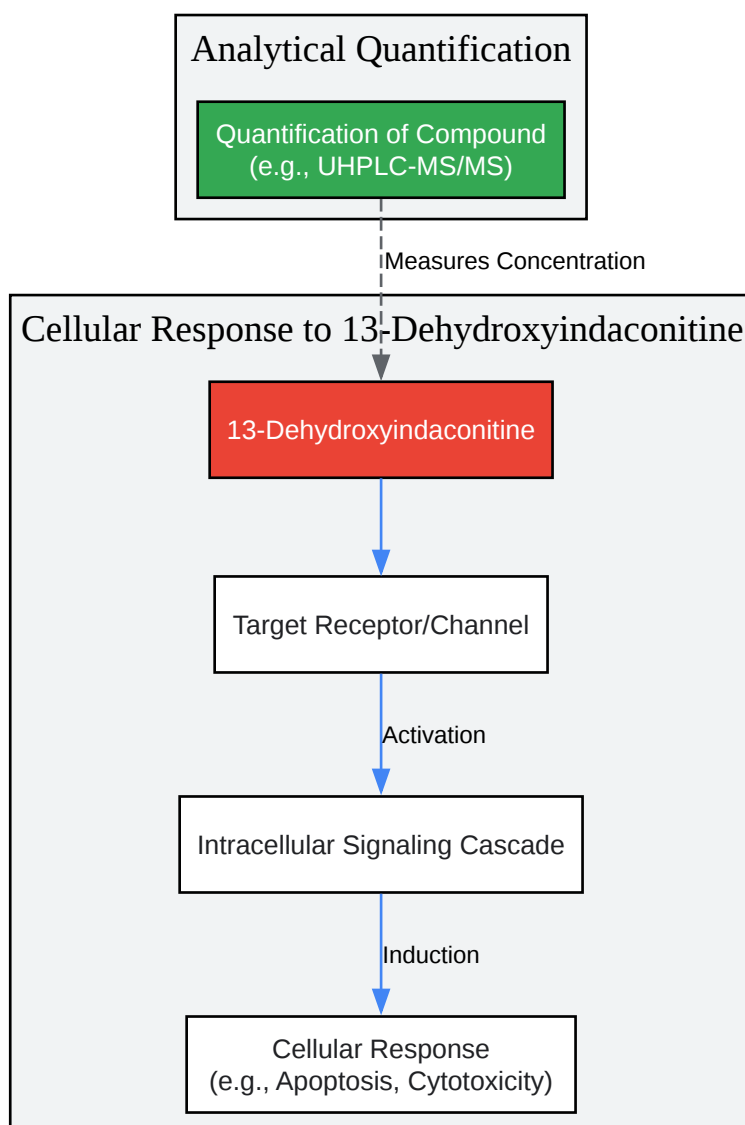 Analytical Quantification
Quantification of Compound
(e.g., UHPLC-MS/MS)
Measures Concentration
Cellular Response to 13-Dehydroxyindaconitine
13-Dehydroxyindaconitine
Target Receptor/Channel
Activation
Intracellular Signaling Cascade
Induction
Cellular Response
(e.g., Apoptosis, Cytotoxicity)